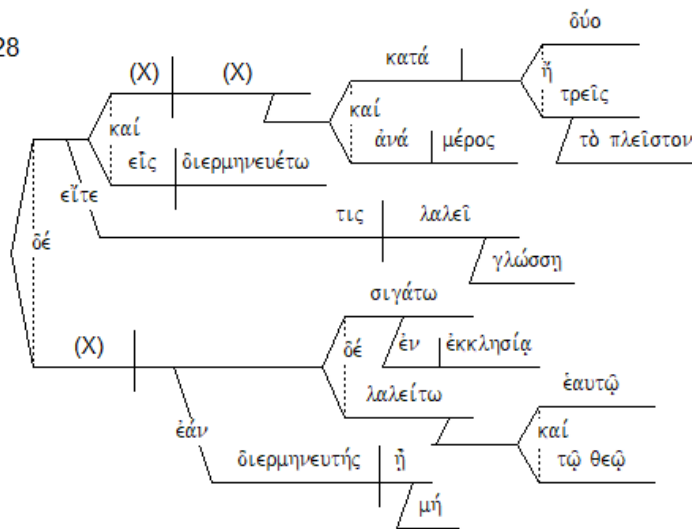 28
(X) (X) κατά δύο
ἤ
καί καί τρεῖς
εἷς διερμηνευέτω ἀνά μέρος τὸ πλεῖστον
εἴτε
τις λαλεῖ
δέ γλώσσῃ
σιγάτω
(X) δέ ἐν ἐκκλησίᾳ
λαλείτω ἑαυτῷ
ἐάν καί
διερμηνευτής ᾖ τῷ θεῷ
μή